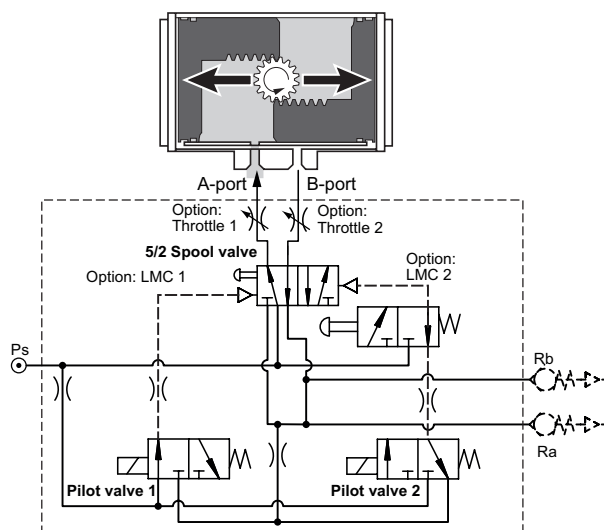 A-port
B-port
Option:
Throttle 1
Option:
Throttle 2
5/2 Spool valve
Option: LMC 1
Option:
LMC 2
Ps
Rb
Ra
Pilot valve 1
Pilot valve 2